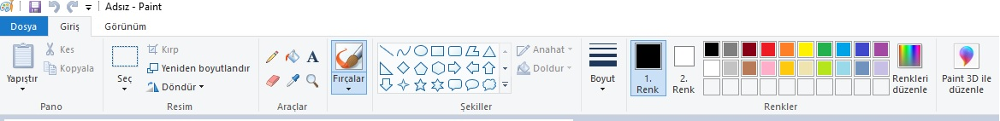 Adsız - Paint
Dosya Giriş Görünüm
Yapıştır
Kes
Kopyala
Pano
Seç
Kırp
Yeniden boyutlandır
Döndür
Resim
A
Araçlar
Fırçalar
Anahat
Doldur
Şekiller
Boyut
1.
Renk
2.
Renk
Renkleri
düzenle
Renkler
Paint 3D ile
düzenle